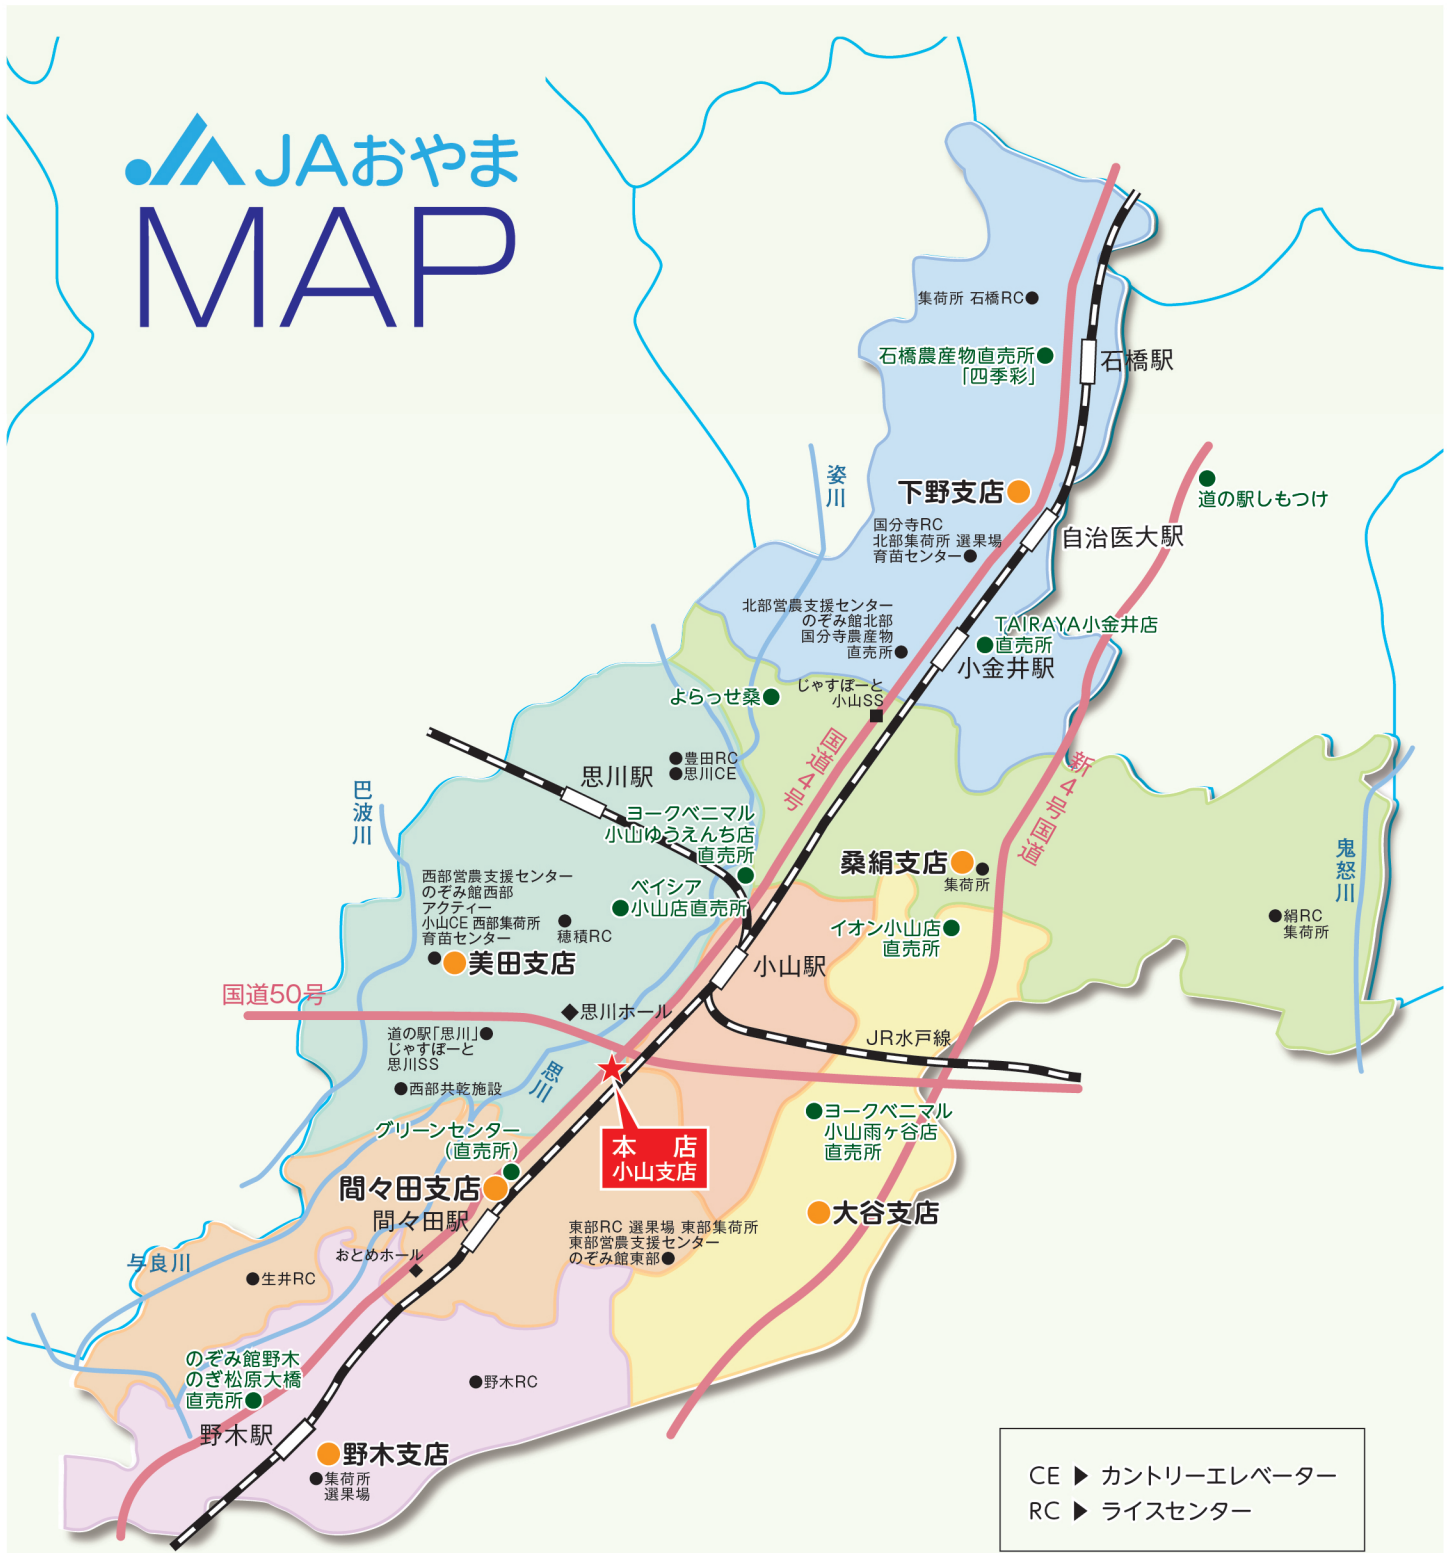 JAおやま
MAP
集荷所 石橋RC
石橋農産物直売所
「四季彩」
石橋駅
姿川
下野支店
道の駅しもつけ
国分寺RC
北部集荷所 選果場
育苗センター
自治医大駅
北部営農支援センター
のぞみ館北部
国分寺農産物
直売所
TAIRAYA小金井店
直売所
小金井駅
よらっせ桑
じゃすぽーと
小山SS
国道4号
新4号国道
豊田RC
思川CE
思川駅
巴波川
ヨークベニマル
小山ゆうえんち店
直売所
桑絹支店
集荷所
鬼怒川
西部営農支援センター
のぞみ館西部
アクティー
小山CE 西部集荷所
育苗センター
穂積RC
ベイシア
小山店直売所
イオン小山店
直売所
絹RC
集荷所
美田支店
小山駅
国道50号
思川ホール
道の駅「思川」
じゃすぽーと
思川SS
JR水戸線
西部共乾施設
思川
グリーンセンター
(直売所)
本 店
小山支店
ヨークベニマル
小山雨ヶ谷店
直売所
間々田支店
間々田駅
大谷支店
東部RC 選果場 東部集荷所
東部営農支援センター
のぞみ館東部
おとめホール
与良川
生井RC
のぞみ館野木
のぎ松原大橋
直売所
野木RC
野木駅
野木支店
集荷所
選果場
CE ▶ カントリーエレベーター
RC ▶ ライスセンター